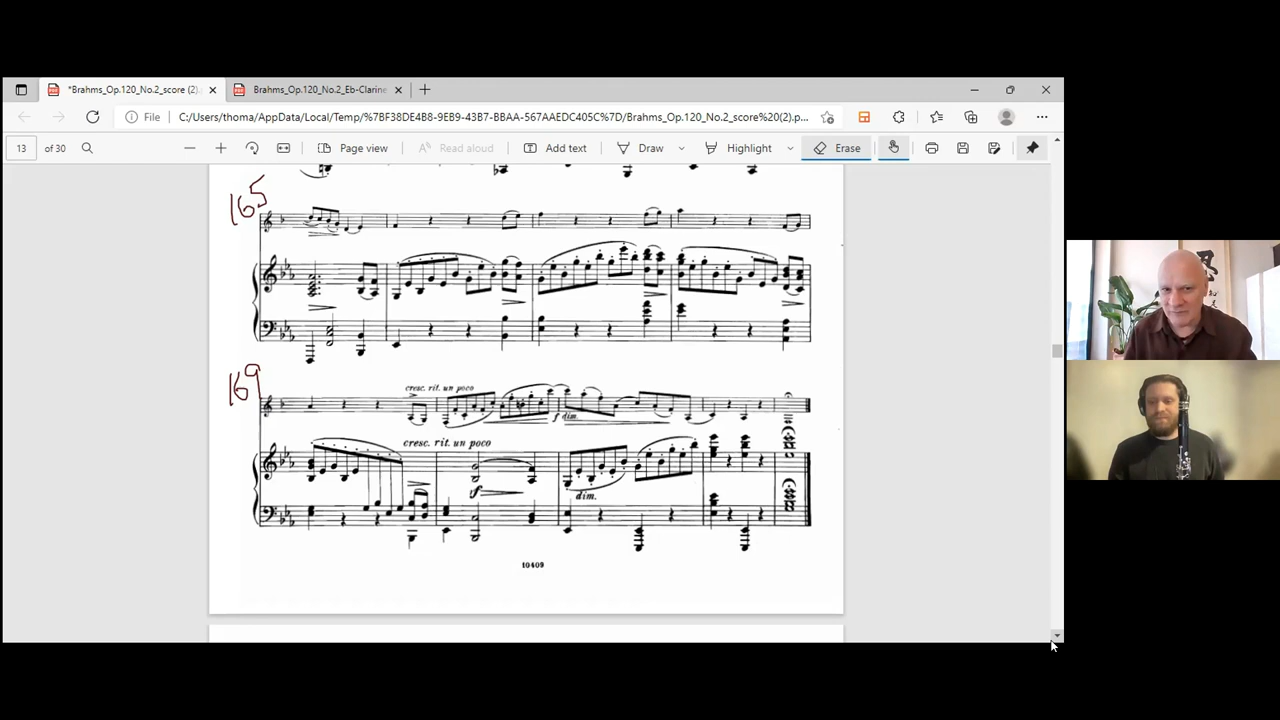 *Brahms_Op.120_No.2_score (2).p
Brahms_Op.120_No.2_Eb-Clarine
File
C:/Users/thoma/AppData/Local/Temp/%7BF38DE4B8-9EB9-43B7-BBAA-567AAEDC405C%7D/Brahms_Op.120_No.2_score%20(2).p...
13 of 30
Page view
Read aloud
Add text
Draw
Highlight
Erase
165
169
cresc. rit. un poco
f dim.
cresc. rit. un poco
sf
dim.
10409